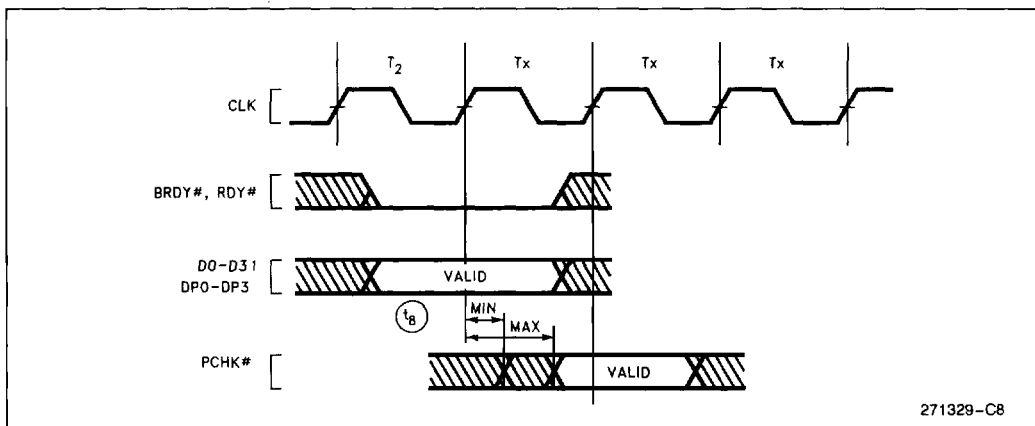 T2 Tx Tx Tx
CLK
BRDY#, RDY#
D0-D31
DP0-DP3
VALID
t8
MIN
MAX
PCHK#
VALID
271329-C8